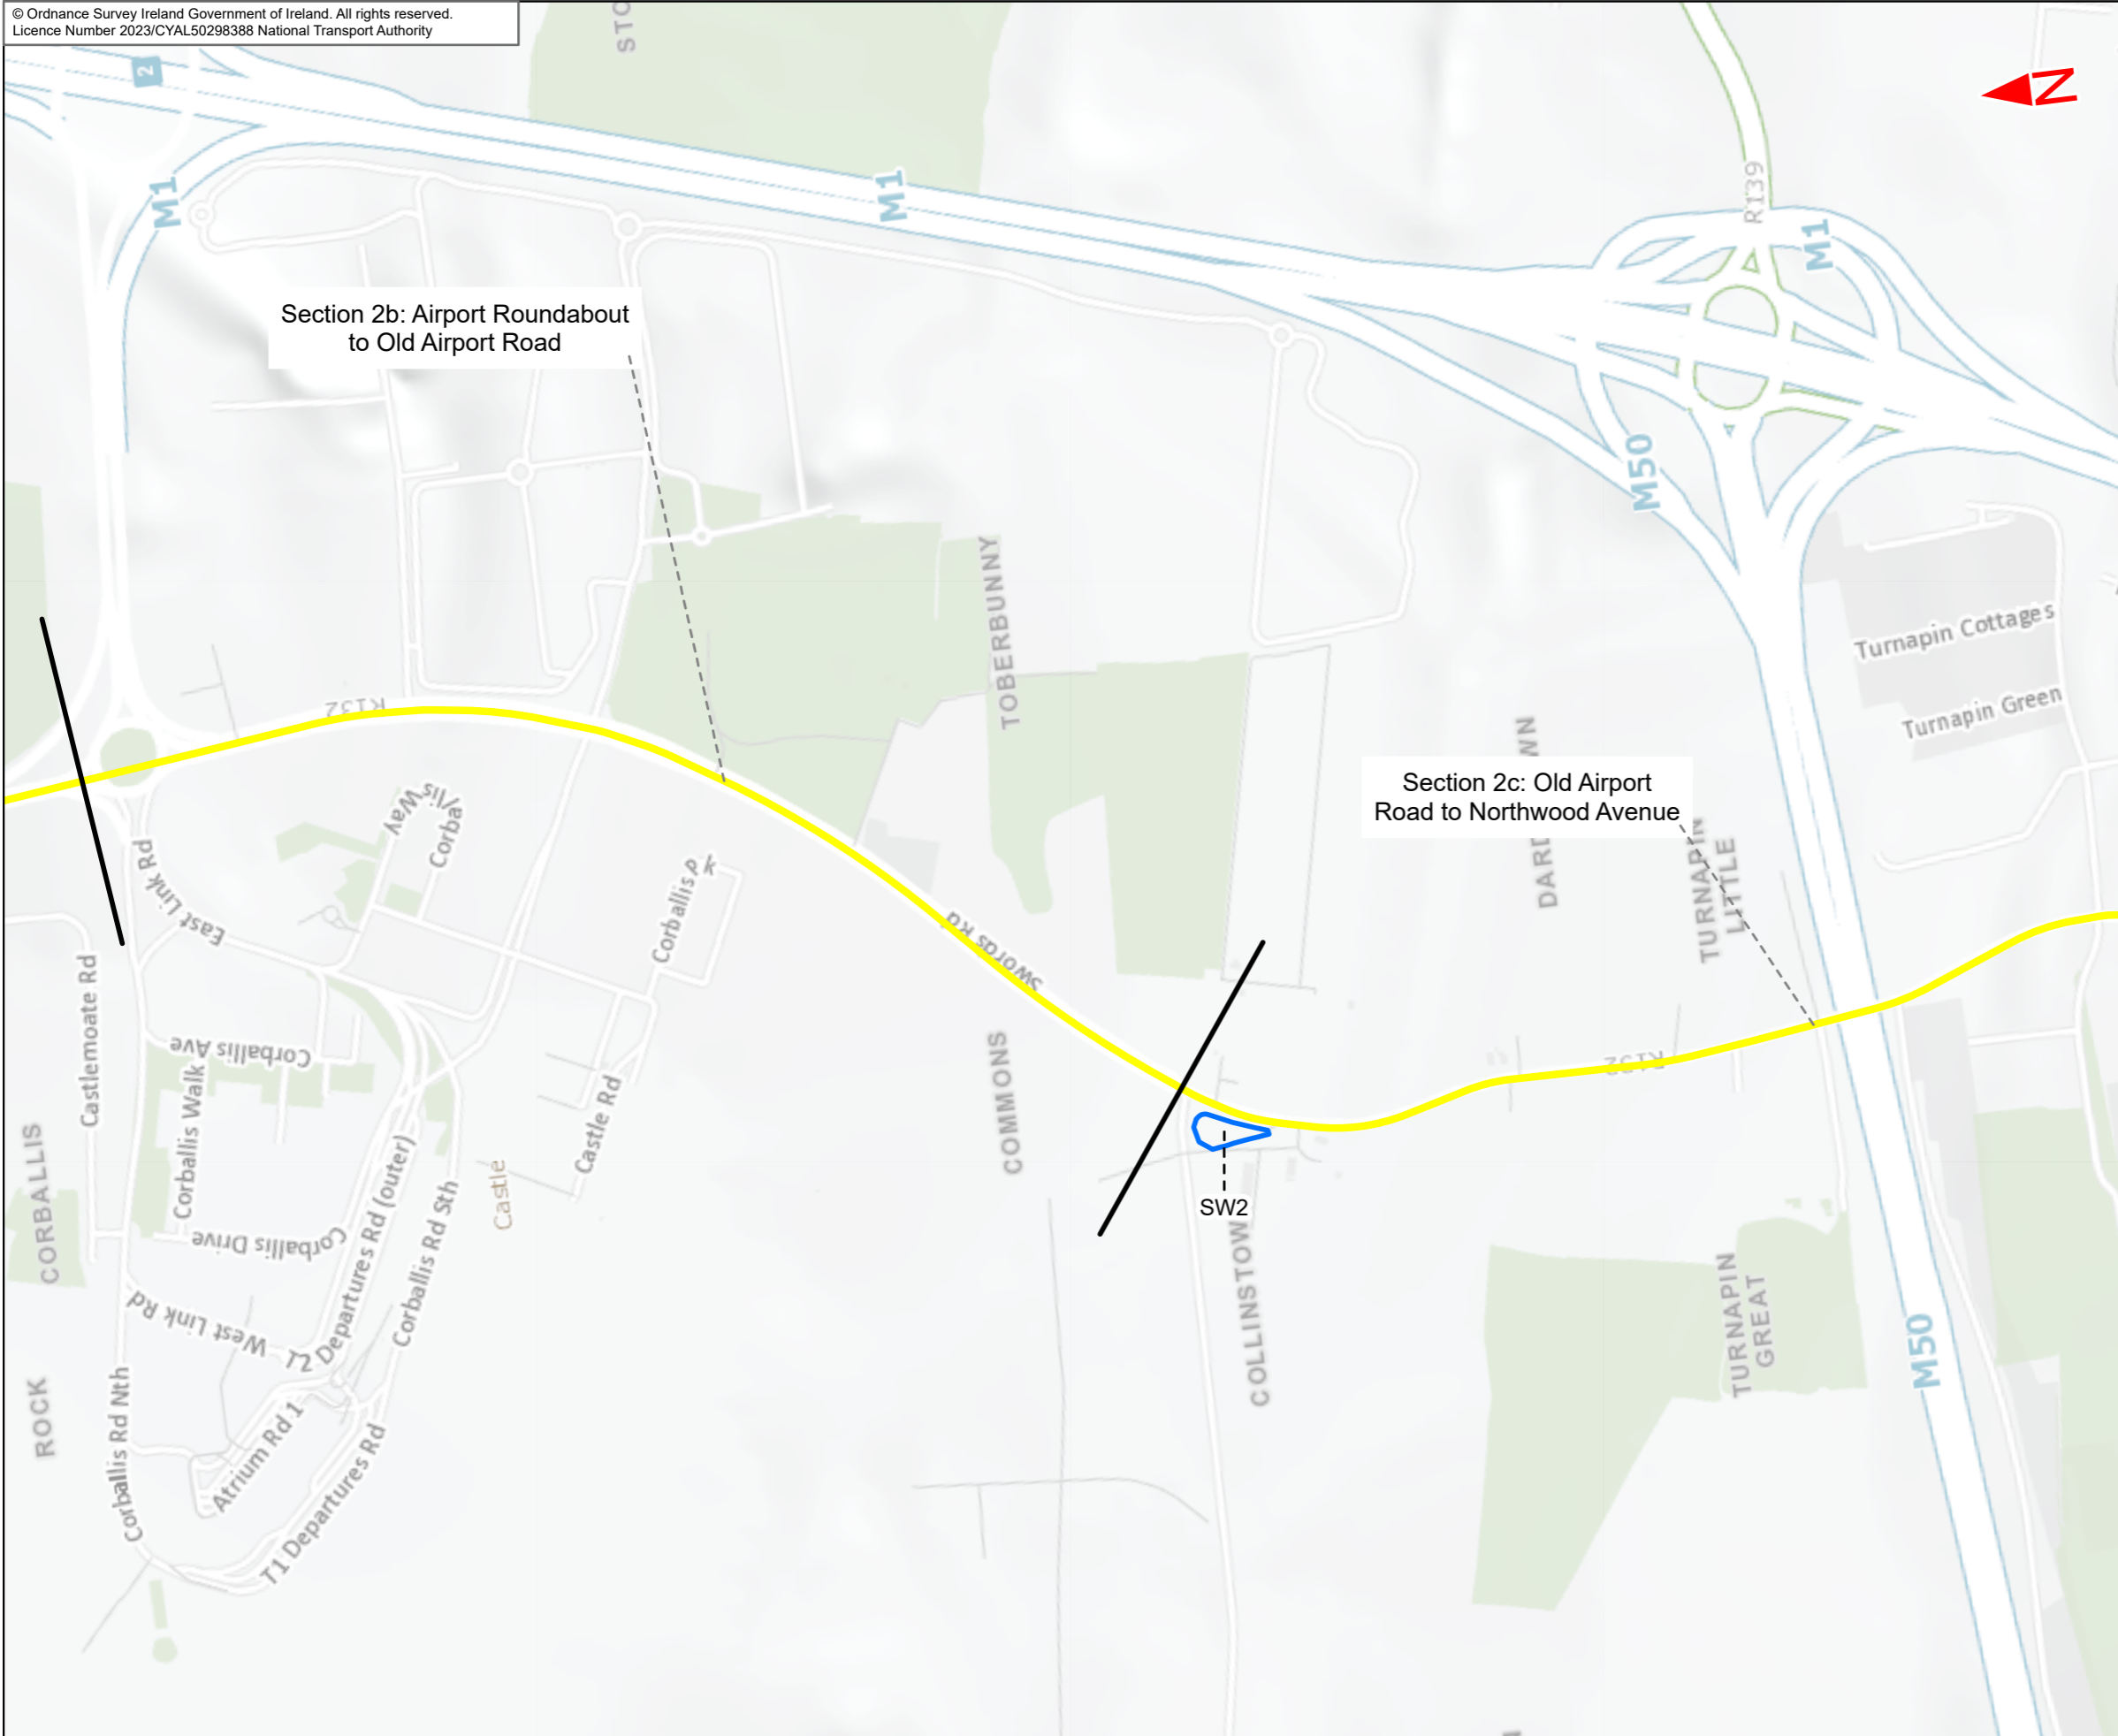 © Ordnance Survey Ireland Government of Ireland. All rights reserved.
Licence Number 2023/CYAL50298388 National Transport Authority
STO
2
N
M1
M1
R139
M1
Section 2b: Airport Roundabout
to Old Airport Road
M50
TOBERBUNNY
Turnapin Cottages
Turnapin Green
R132
Section 2c: Old Airport
Road to Northwood Avenue
Corballis
Way
East Link Rd
Corballis Pk
Swords Rd
TURNAPIN
LITTLE
Castlemoate Rd
Corballis Ave
Corballis Walk
Castle Rd
COMMONS
R132
CORBALLIS
Castle
SW2
Corballis Drive
T2 Departures Rd (outer)
Corballis Rd Sth
West Link Rd
COLLINSTOW
TURNAPIN
GREAT
M50
ROCK
Corballis Rd Nth
Atrium Rd 1
T1 Departures Rd